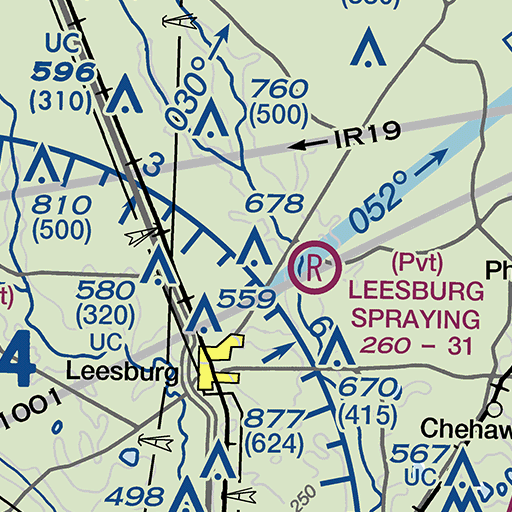 UC
596
(310)
030°
760
(500)
IR19
3
052°
810
(500)
678
R
(Pvt)
LEESBURG
SPRAYING
260 - 31
Ph
t)
580
(320)
UC
559
6
4
Leesburg
1001
670
(415)
877
(624)
Chehaw
567
UC
498
250